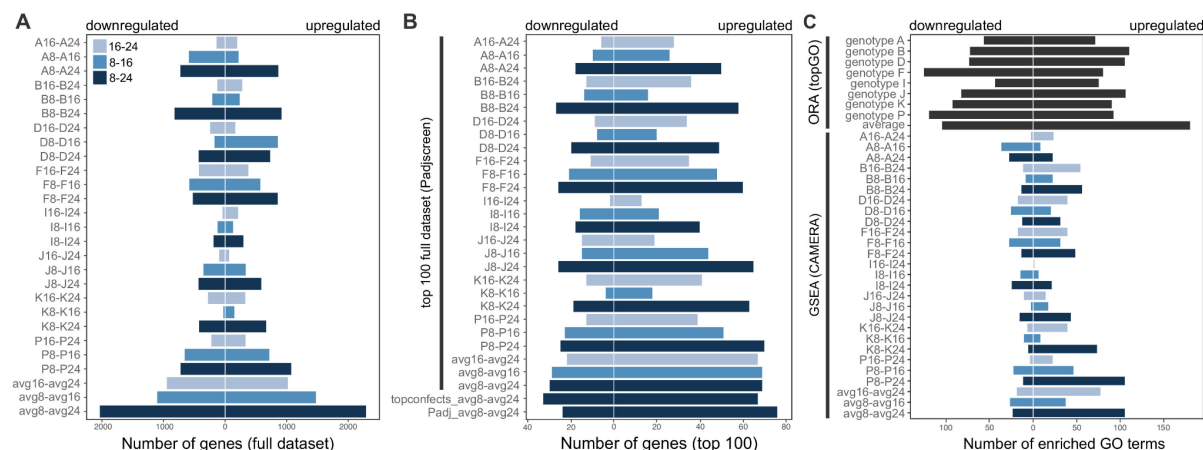 A
downregulated
upregulated
16-24
8-16
8-24
A16-A24
A8-A16
A8-A24
B16-B24
B8-B16
B8-B24
D16-D24
D8-D16
D8-D24
F16-F24
F8-F16
F8-F24
I16-I24
I8-I16
I8-I24
J16-J24
J8-J16
J8-J24
K16-K24
K8-K16
K8-K24
P16-P24
P8-P16
P8-P24
avg16-avg24
avg8-avg16
avg8-avg24
2000 1000 0 1000 2000
Number of genes (full dataset)
B
downregulated
upregulated
top 100 full dataset (Padjscreen)
A16-A24
A8-A16
A8-A24
B16-B24
B8-B16
B8-B24
D16-D24
D8-D16
D8-D24
F16-F24
F8-F16
F8-F24
I16-I24
I8-I16
I8-I24
J16-J24
J8-J16
J8-J24
K16-K24
K8-K16
K8-K24
P16-P24
P8-P16
P8-P24
avg16-avg24
avg8-avg16
avg8-avg24
topconfects_avg8-avg24
Padj_avg8-avg24
40 20 0 20 40 60 80
Number of genes (top 100)
C
downregulated
upregulated
ORA (topGO)
genotype A
genotype B
genotype D
genotype F
genotype I
genotype J
genotype K
genotype P
average
GSEA (CAMERA)
A16-A24
A8-A16
A8-A24
B16-B24
B8-B16
B8-B24
D16-D24
D8-D16
D8-D24
F16-F24
F8-F16
F8-F24
I16-I24
I8-I16
I8-I24
J16-J24
J8-J16
J8-J24
K16-K24
K8-K16
K8-K24
P16-P24
P8-P16
P8-P24
avg16-avg24
avg8-avg16
avg8-avg24
100 50 0 50 100 150
Number of enriched GO terms